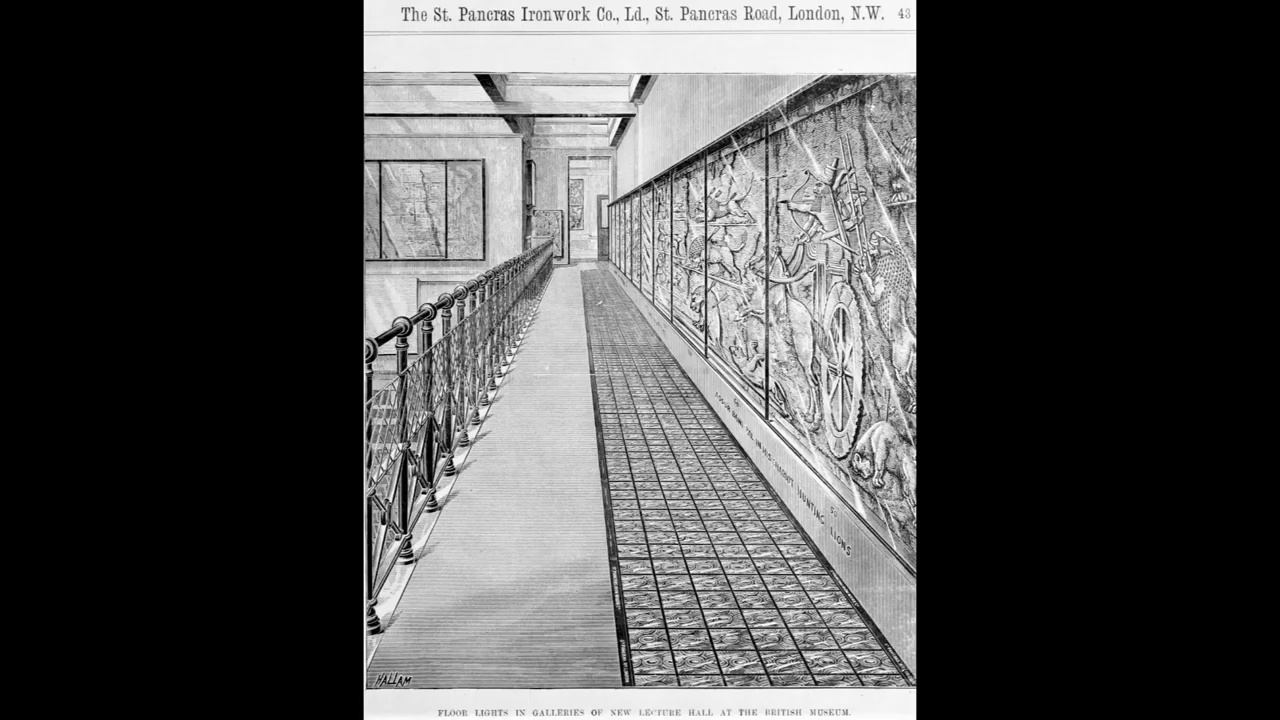 The St. Pancras Ironwork Co., Ld., St. Pancras Road, London, N.W. 43
HUNTING LIONS
HALLAM
FLOOR LIGHTS IN GALLERIES OF NEW LECTURE HALL AT THE BRITISH MUSEUM.